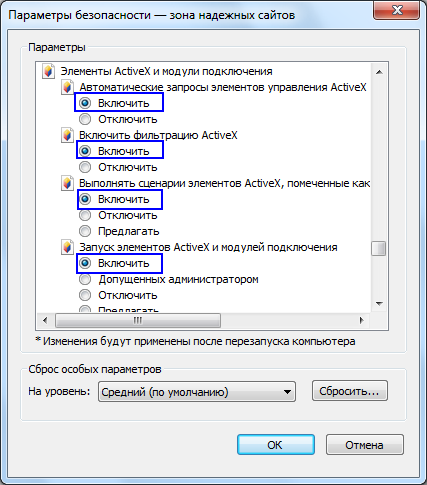 Параметры безопасности — зона надежных сайтов
Параметры
Элементы ActiveX и модули подключения
Автоматические запросы элементов управления ActiveX
Включить
Отключить
Включить фильтрацию ActiveX
Включить
Отключить
Выполнять сценарии элементов ActiveX, помеченные как
Включить
Отключить
Предлагать
Запуск элементов ActiveX и модулей подключения
Включить
Допущенных администратором
Отключить
Предлагать
* Изменения будут применены после перезапуска компьютера
Сброс особых параметров
На уровень:
Средний (по умолчанию)
Сбросить...
ОК
Отмена